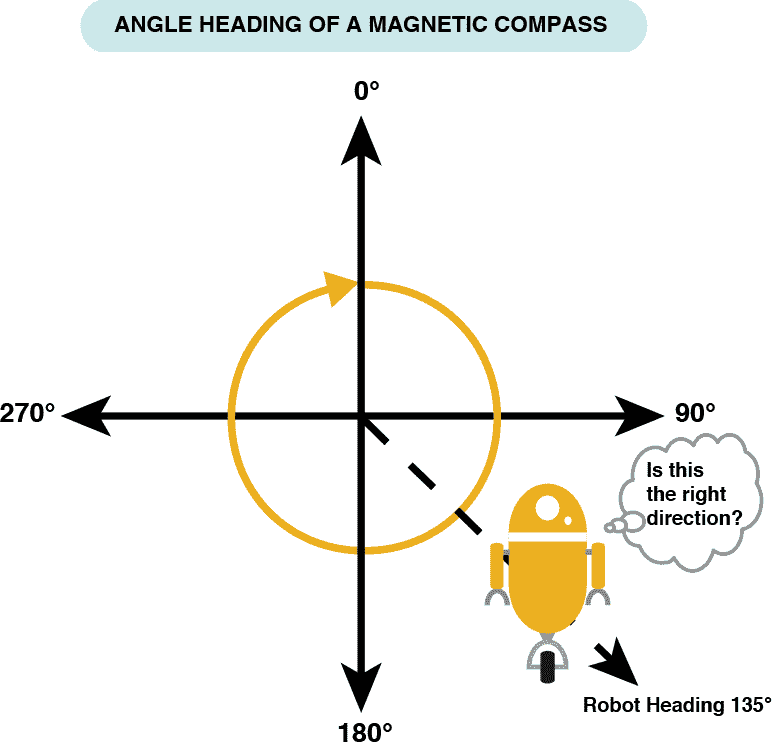 ANGLE HEADING OF A MAGNETIC COMPASS
0°
270°
90°
Is this
the right
direction?
Robot Heading 135°
180°